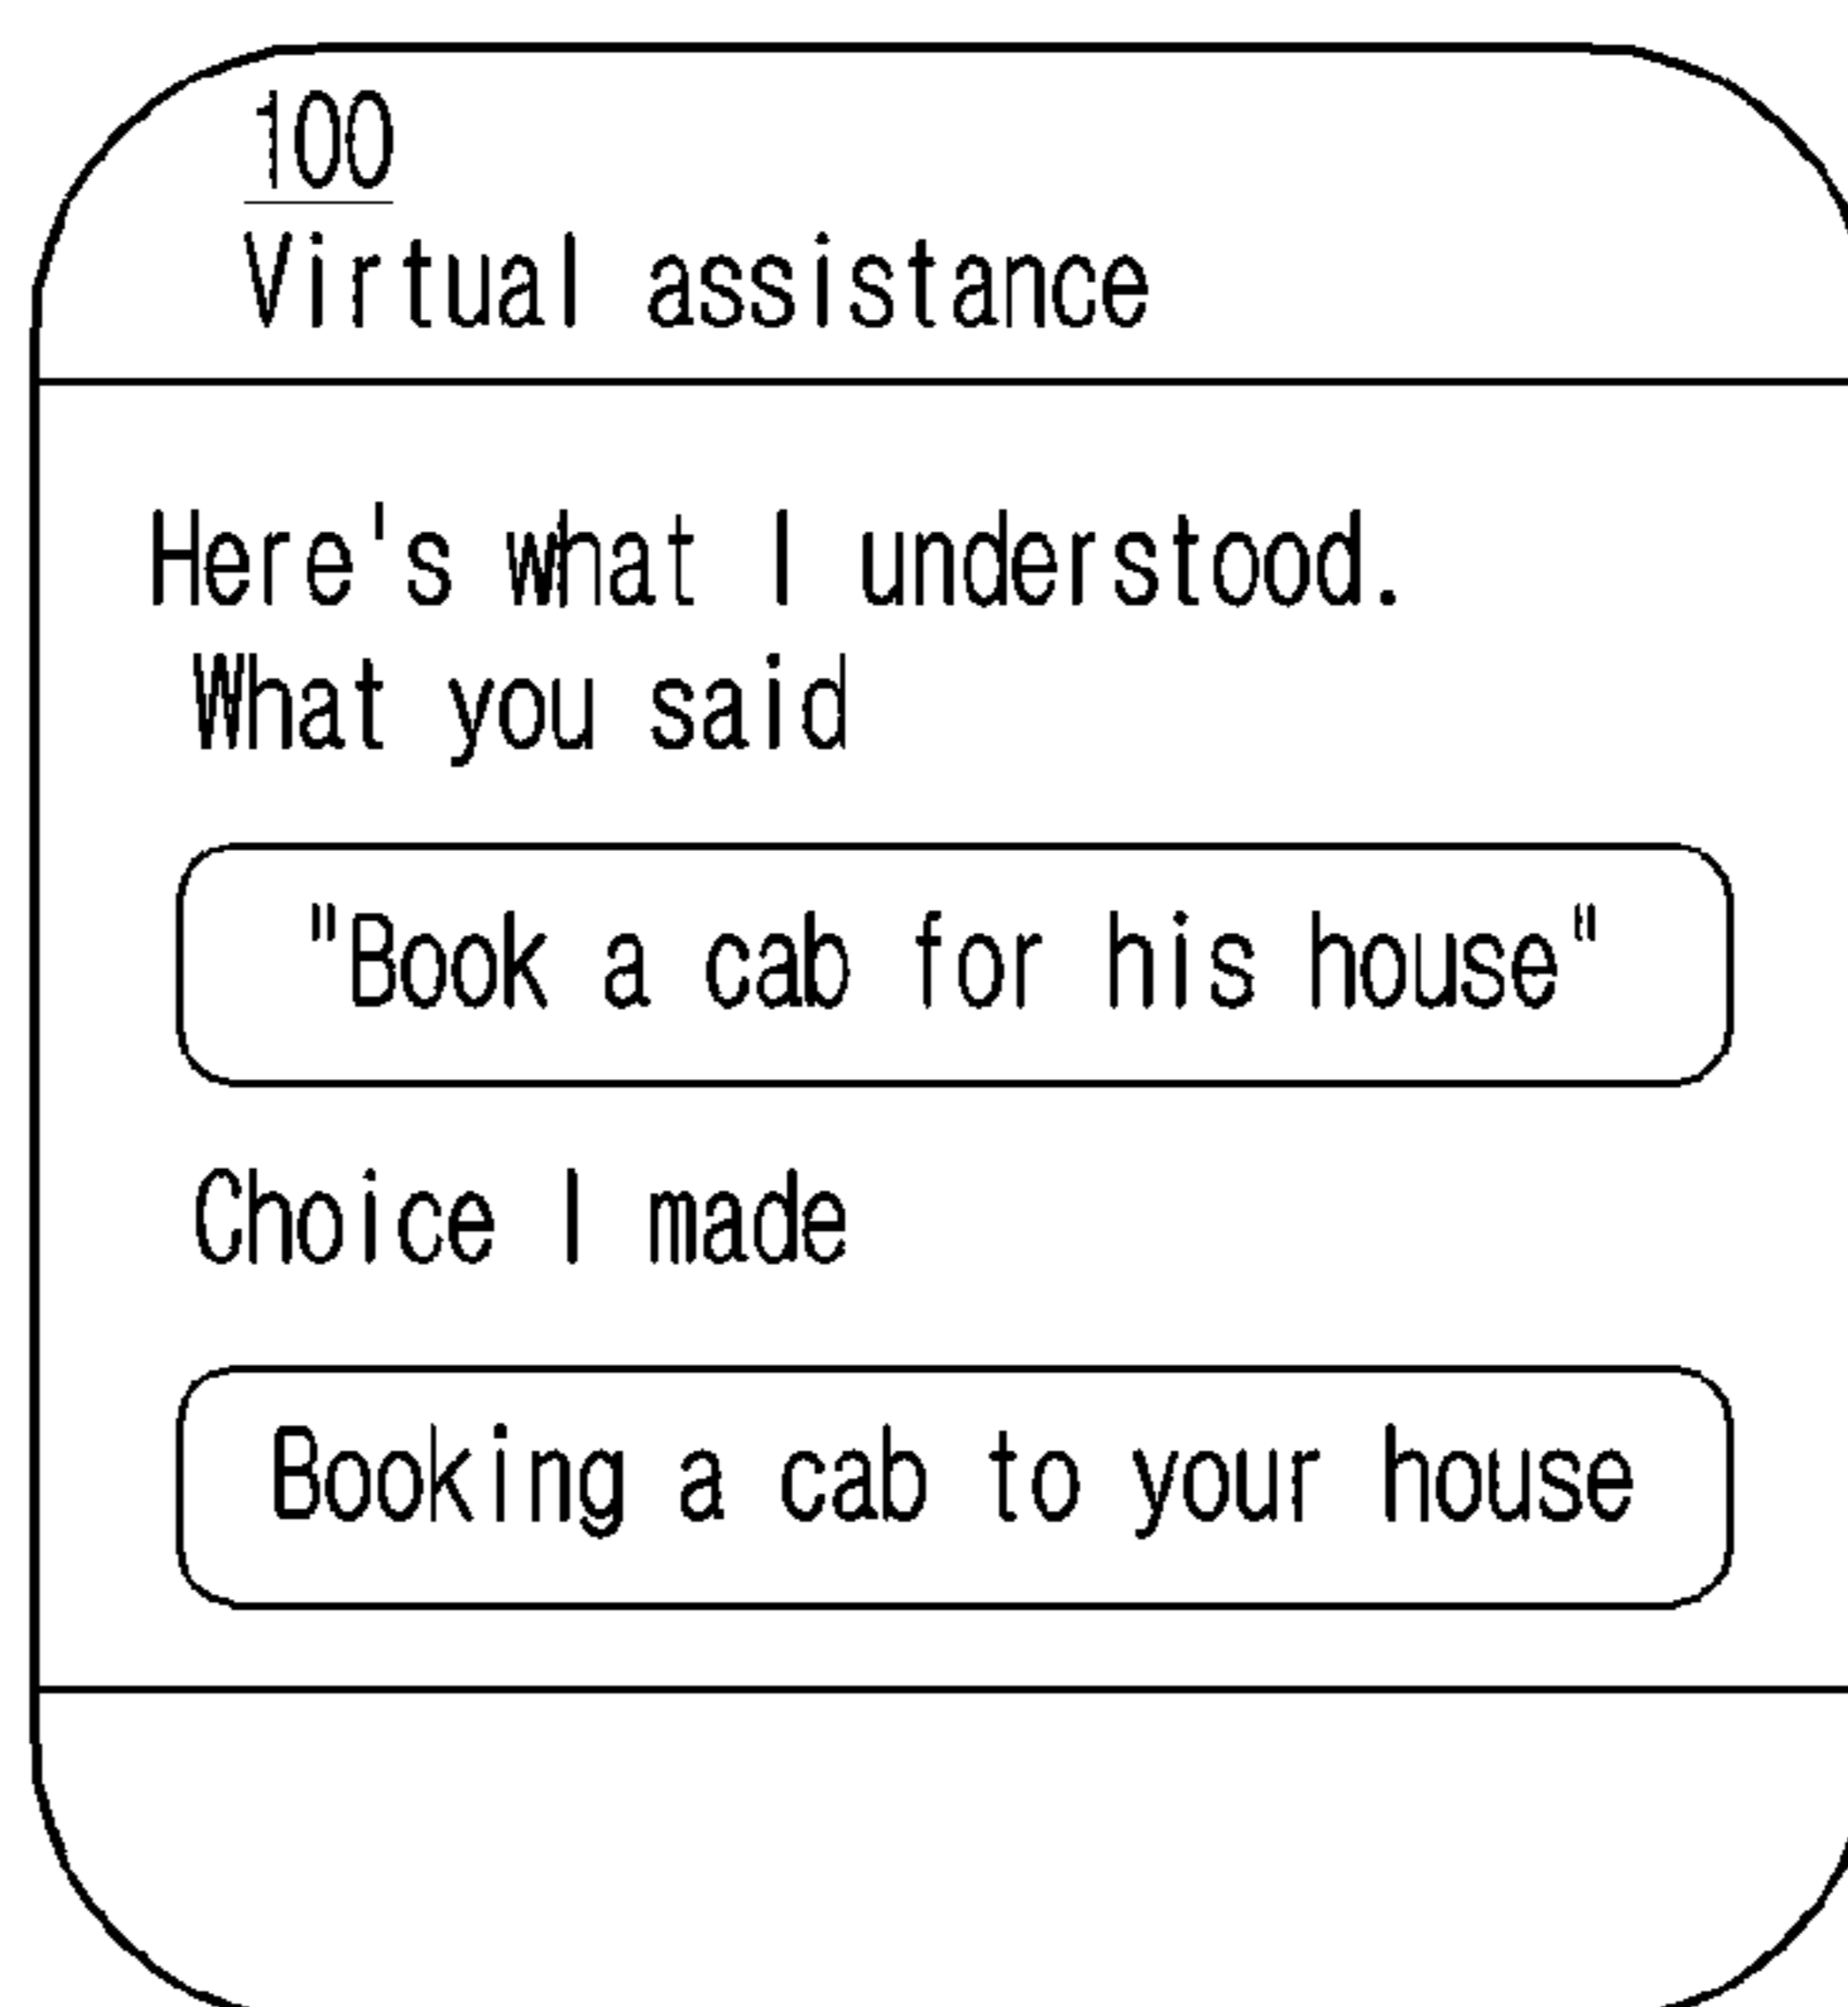 100
Virtual assistance
Here's what I understood.
What you said
"Book a cab for his house"
Choice I made
Booking a cab to your house